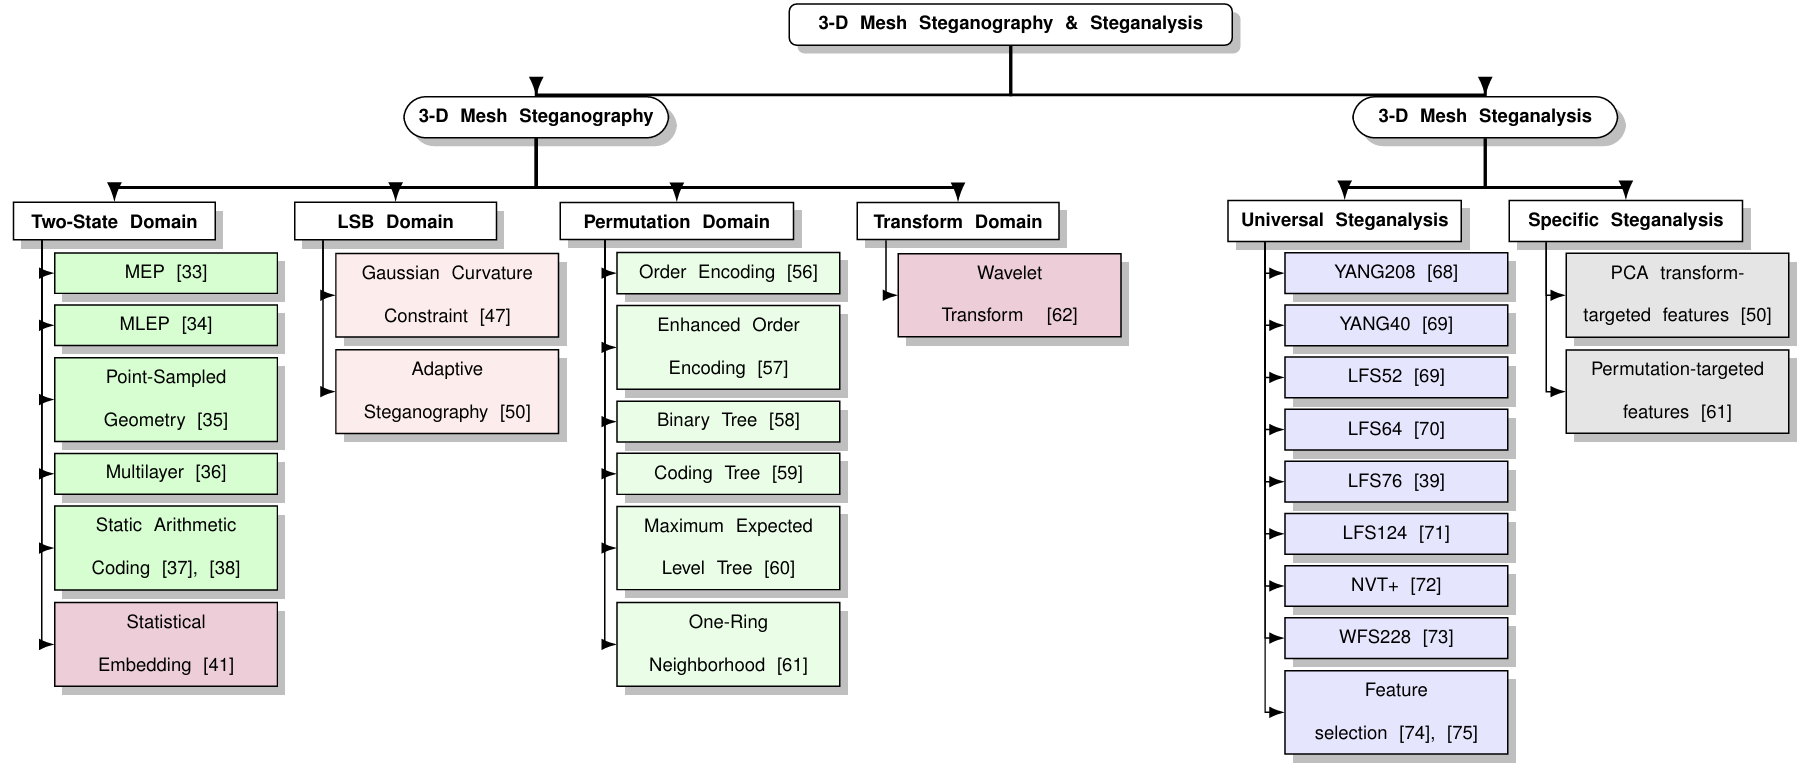 3-D Mesh Steganography & Steganalysis
3-D Mesh Steganography
3-D Mesh Steganalysis
Two-State Domain
MEP [33]
MLEP [34]
Point-Sampled
Geometry [35]
Multilayer [36]
Static Arithmetic
Coding [37], [38]
Statistical
Embedding [41]
LSB Domain
Gaussian Curvature
Constraint [47]
Adaptive
Steganography [50]
Permutation Domain
Order Encoding [56]
Enhanced Order
Encoding [57]
Binary Tree [58]
Coding Tree [59]
Maximum Expected
Level Tree [60]
One-Ring
Neighborhood [61]
Transform Domain
Wavelet
Transform [62]
Universal Steganalysis
YANG208 [68]
YANG40 [69]
LFS52 [69]
LFS64 [70]
LFS76 [39]
LFS124 [71]
NVT+ [72]
WFS228 [73]
Feature
selection [74], [75]
Specific Steganalysis
PCA transform-
targeted features [50]
Permutation-targeted
features [61]